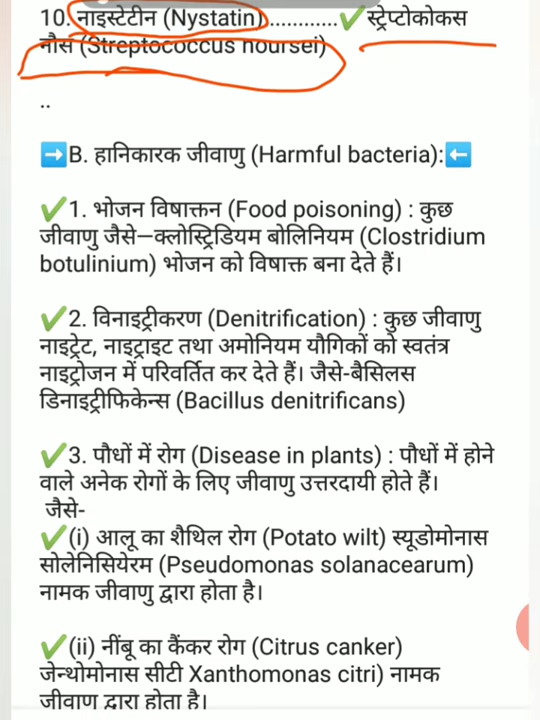 10. नाइस्टेटीन (Nystatin).............✔स्ट्रेप्टोकोकस
नौर्स (Streptococcus noursei)
..
➡B. हानिकारक जीवाणु (Harmful bacteria):⬅
✔1. भोजन विषाक्तन (Food poisoning) : कुछ
जीवाणु जैसे—क्लोस्ट्रिडियम बोलिनियम (Clostridium
botulinium) भोजन को विषाक्त बना देते हैं।
✔2. विनाइट्रीकरण (Denitrification) : कुछ जीवाणु
नाइट्रेट, नाइट्राइट तथा अमोनियम यौगिकों को स्वतंत्र
नाइट्रोजन में परिवर्तित कर देते हैं। जैसे-बैसिलस
डिनाइट्रीफिकेन्स (Bacillus denitrificans)
✔3. पौधों में रोग (Disease in plants) : पौधों में होने
वाले अनेक रोगों के लिए जीवाणु उत्तरदायी होते हैं।
जैसे-
✔(i) आलू का शैथिल रोग (Potato wilt) स्यूडोमोनास
सोलेनिसियेरम (Pseudomonas solanacearum)
नामक जीवाणु द्वारा होता है।
✔(ii) नींबू का कैंकर रोग (Citrus canker)
जेन्थोमोनास सीटी Xanthomonas citri) नामक
जीवाणु द्वारा होता है।